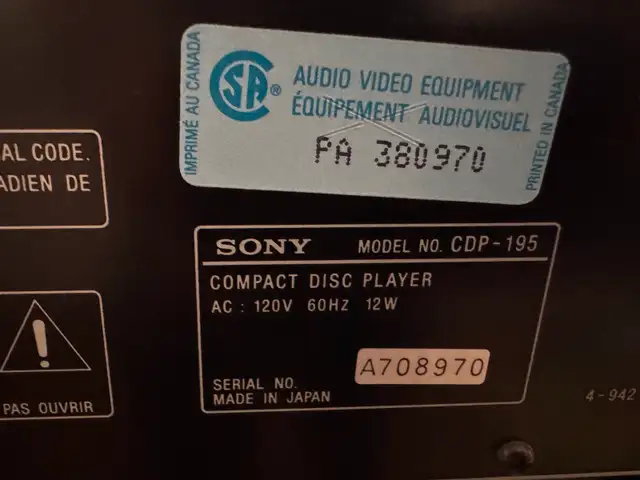 IMPRIMÉ AU CANADA
SA ®
AUDIO VIDEO EQUIPMENT
ÉQUIPEMENT AUDIOVISUEL
PA 380970
PRINTED IN CANADA
AL CODE.
ADIEN DE
SONY MODEL NO. CDP-195
COMPACT DISC PLAYER
AC : 120V 60HZ 12W
A708970
SERIAL NO.
MADE IN JAPAN
!
PAS OUVRIR
4-942